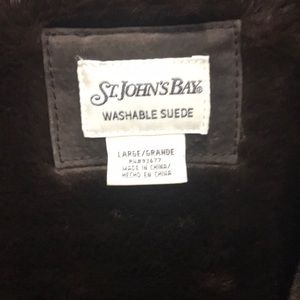 ST. JOHN'S BAY®
WASHABLE SUEDE
LARGE/GRANDE
MADE IN CHINA/
HECHO EN CHINA